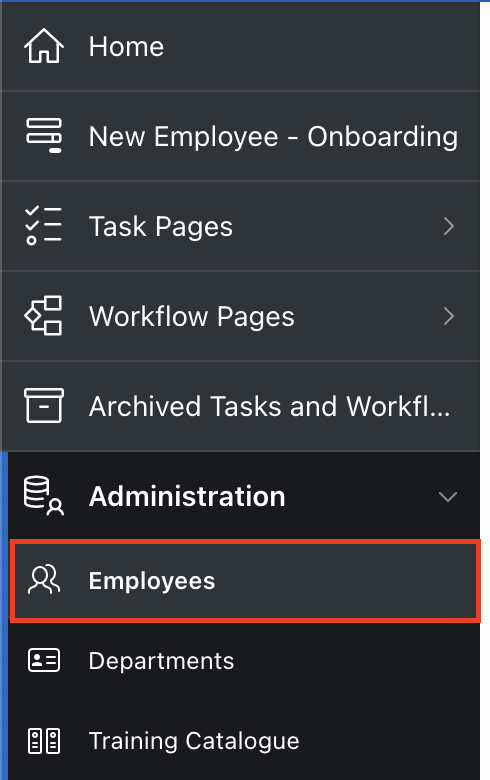 Home
New Employee - Onboarding
Task Pages
Workflow Pages
Archived Tasks and Workfl...
Administration
Employees
Departments
Training Catalogue